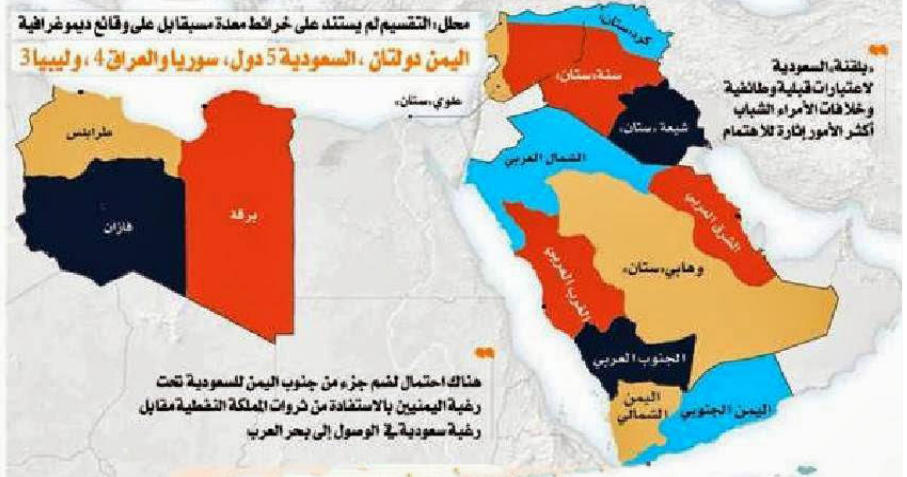 محلل: التقسيم لم يستند على خرائط معدة مسبقا بل على وقائع ديموغرافية
اليمن دولتان، السعودية 5 دول، سوريا والعراق 4، وليبيا 3
«بلقنة» السعودية
لاعتبارات قبلية وطائفية
وخلافات الأمراء الشباب
أكثر الأمور إثارة للاهتمام
كرد«ستان»
سنة «ستان»
علوي «ستان»
شيعة «ستان»
طرابلس
برقة
فازان
الشمال العربي
الشرق العربي
وهابي «ستان»
الغرب العربي
الجنوب العربي
اليمن
الشمالي
اليمن الجنوبي
هناك احتمال لضم جزء من جنوب اليمن للسعودية تحت
رغبة اليمنيين بالاستفادة من ثروات المملكة النفطية مقابل
رغبة سعودية في الوصول إلى بحر العرب